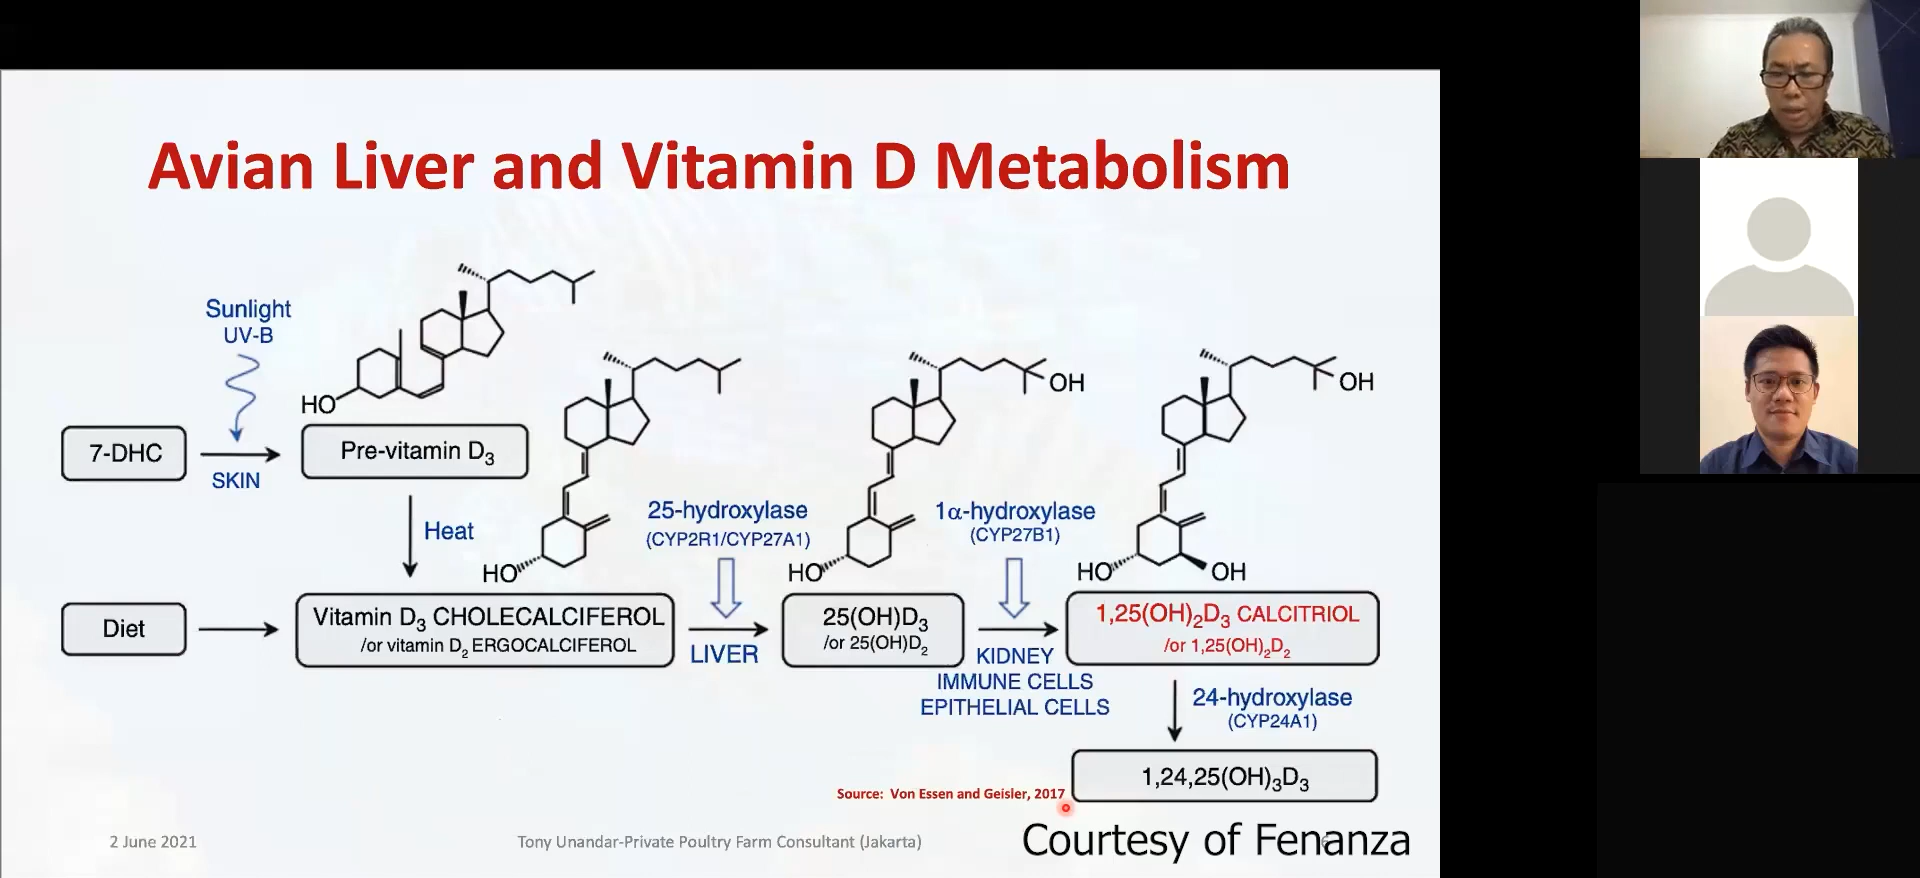 Avian Liver and Vitamin D Metabolism
Sunlight
UV-B
HO
OH
OH
7-DHC
SKIN
Pre-vitamin D₃
Heat
25-hydroxylase
(CYP2R1/CYP27A1)
1α-hydroxylase
(CYP27B1)
HO
HO
HO
OH
Diet
Vitamin D₃ CHOLECALCIFEROL
/or vitamin D₂ ERGOCALCIFEROL
LIVER
25(OH)D₃
/or 25(OH)D₂
KIDNEY
IMMUNE CELLS
EPITHELIAL CELLS
1,25(OH)₂D₃ CALCITRIOL
/or 1,25(OH)₂D₂
24-hydroxylase
(CYP24A1)
1,24,25(OH)₃D₃
Source: Von Essen and Geisler, 2017
2 June 2021
Tony Unandar-Private Poultry Farm Consultant (Jakarta)
Courtesy of Fenanza